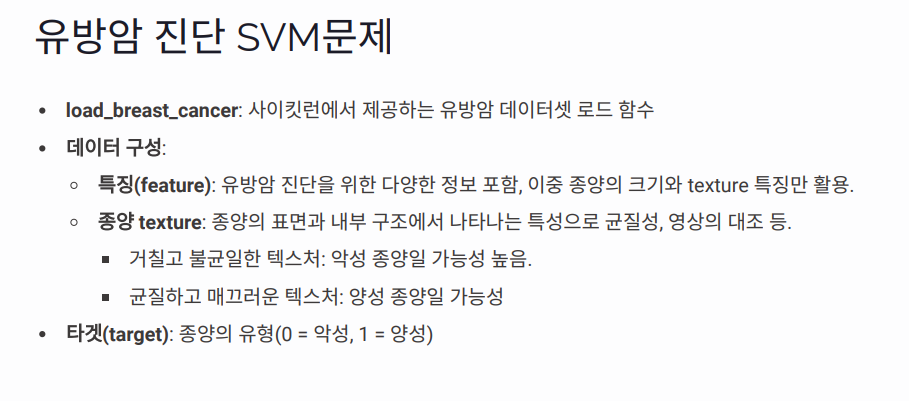 유방암 진단 SVM문제
• load_breast_cancer: 사이킷런에서 제공하는 유방암 데이터셋 로드 함수
• 데이터 구성:
○ 특징(feature): 유방암 진단을 위한 다양한 정보 포함, 이중 종양의 크기와 texture 특징만 활용.
○ 종양 texture: 종양의 표면과 내부 구조에서 나타나는 특성으로 균질성, 영상의 대조 등.
■ 거칠고 불균일한 텍스처: 악성 종양일 가능성 높음.
■ 균질하고 매끄러운 텍스처: 양성 종양일 가능성
• 타겟(target): 종양의 유형(0 = 악성, 1 = 양성)